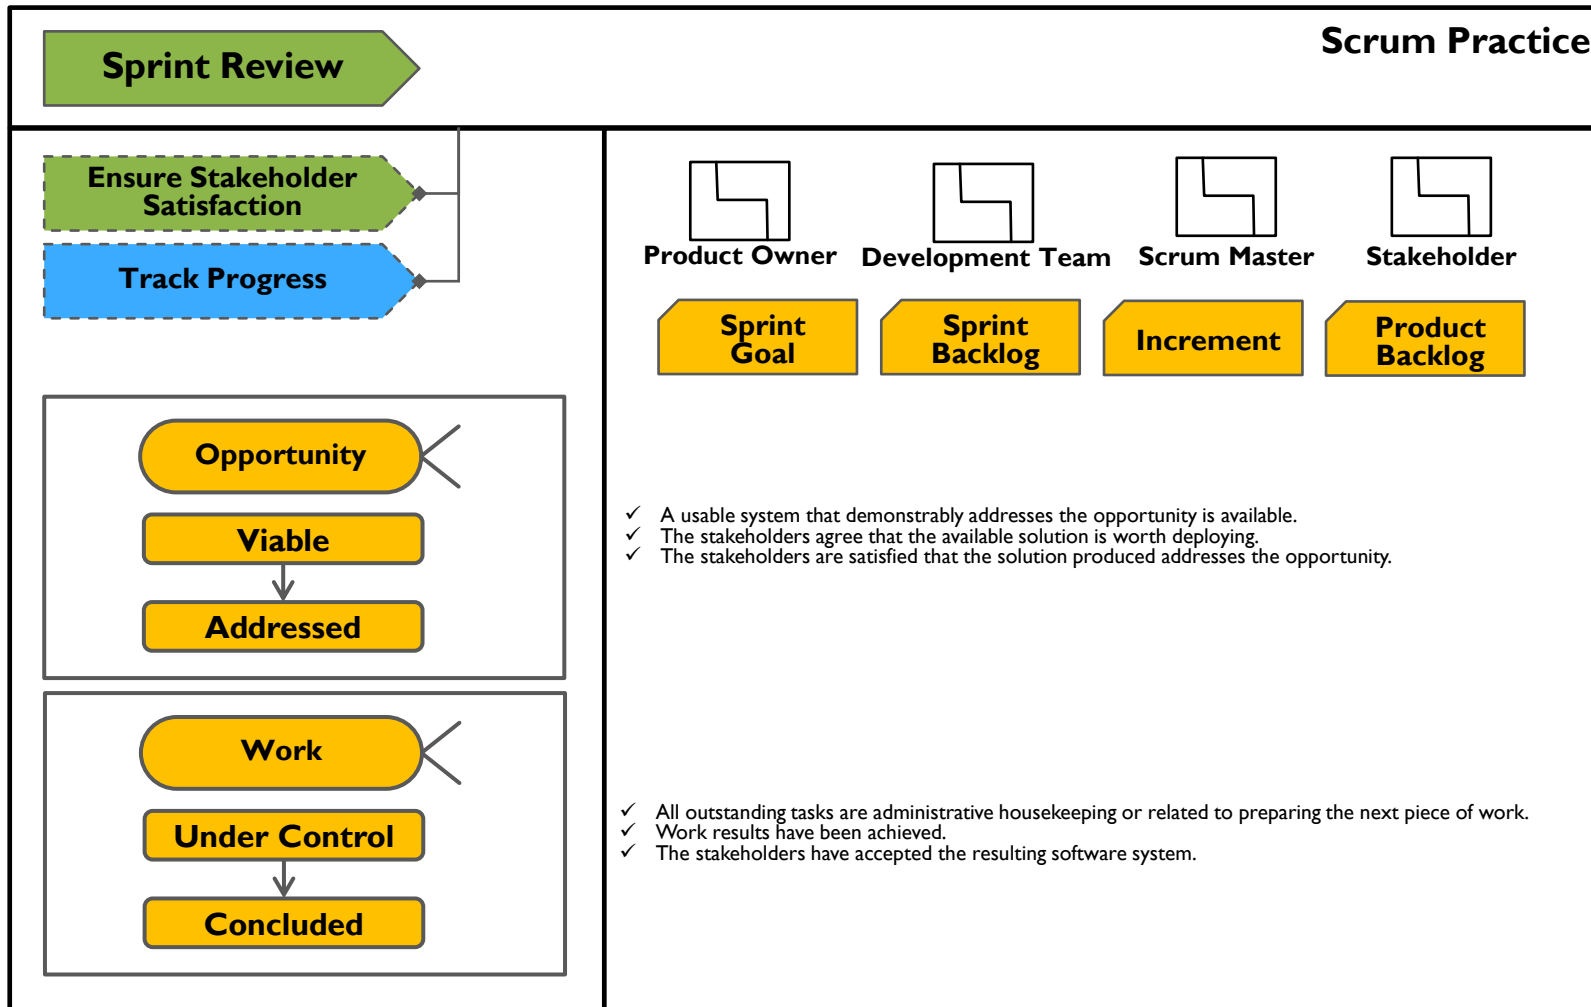 Scrum Practice
Sprint Review
Ensure Stakeholder
Satisfaction
Track Progress
Product Owner
Development Team
Scrum Master
Stakeholder
Sprint
Goal
Sprint
Backlog
Increment
Product
Backlog
Opportunity
Viable
Addressed
✓ A usable system that demonstrably addresses the opportunity is available.
✓ The stakeholders agree that the available solution is worth deploying.
✓ The stakeholders are satisfied that the solution produced addresses the opportunity.
Work
Under Control
Concluded
✓ All outstanding tasks are administrative housekeeping or related to preparing the next piece of work.
✓ Work results have been achieved.
✓ The stakeholders have accepted the resulting software system.